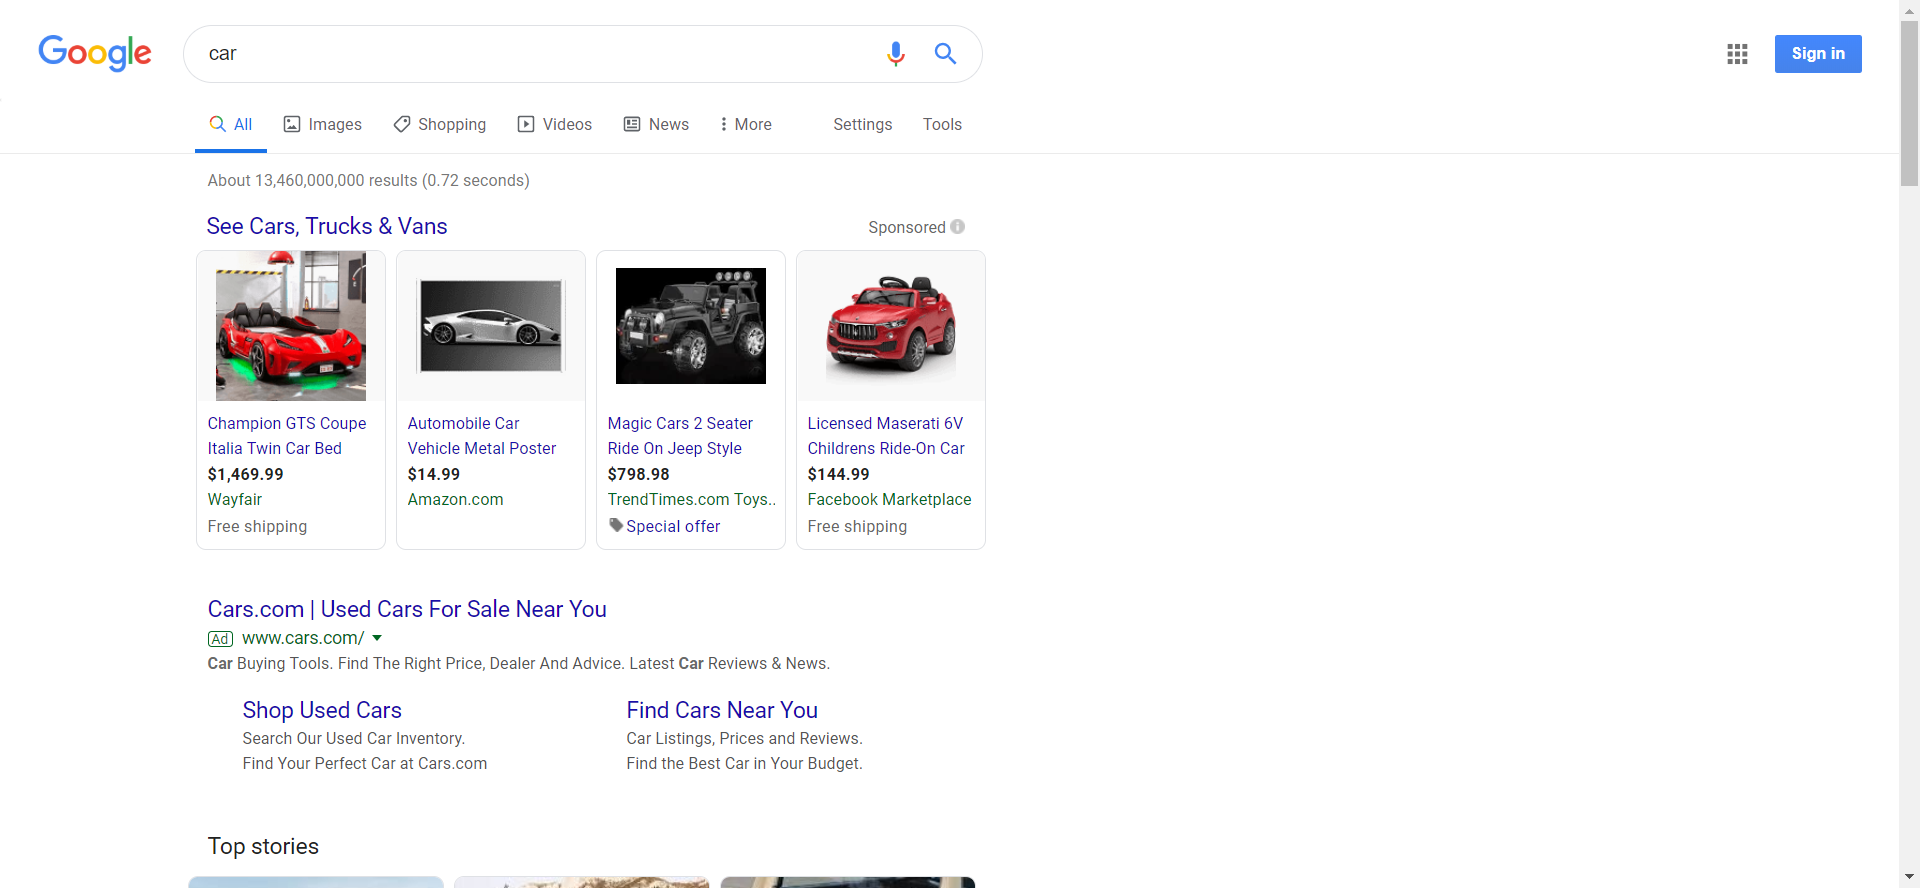 Google
car
Sign in
All
Images
Shopping
Videos
News
More
Settings
Tools
About 13,460,000,000 results (0.72 seconds)
See Cars, Trucks & Vans
Sponsored
Champion GTS Coupe
Italia Twin Car Bed
$1,469.99
Wayfair
Free shipping
Automobile Car
Vehicle Metal Poster
$14.99
Amazon.com
Magic Cars 2 Seater
Ride On Jeep Style
$798.98
TrendTimes.com Toys..
Special offer
Licensed Maserati 6V
Childrens Ride-On Car
$144.99
Facebook Marketplace
Free shipping
Cars.com | Used Cars For Sale Near You
Ad www.cars.com/
Car Buying Tools. Find The Right Price, Dealer And Advice. Latest Car Reviews & News.
Shop Used Cars
Search Our Used Car Inventory.
Find Your Perfect Car at Cars.com
Find Cars Near You
Car Listings, Prices and Reviews.
Find the Best Car in Your Budget.
Top stories